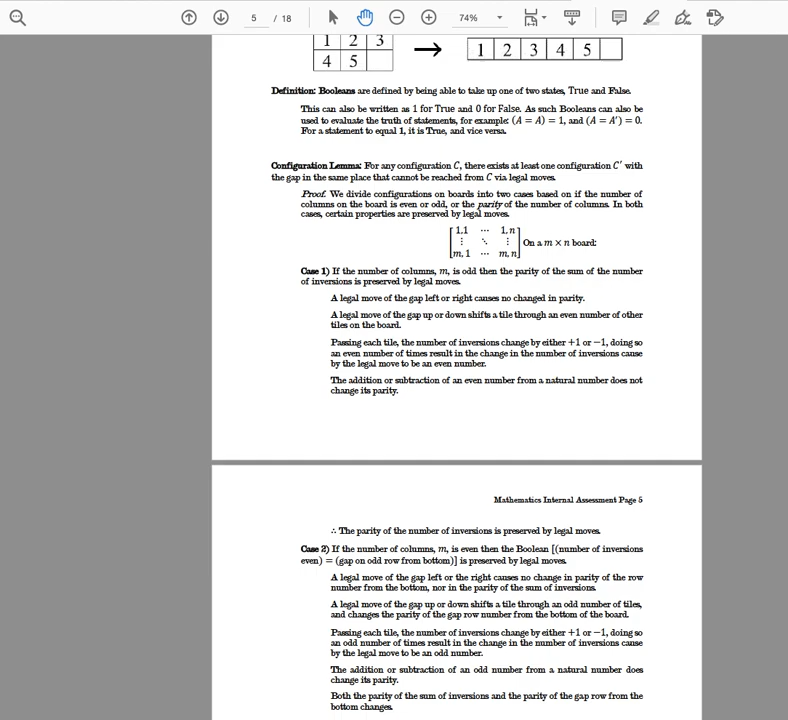 5 / 18
74%
1 2 3
4 5
1 2 3 4 5
Definition: Booleans are defined by being able to take up one of two states, True and False.
This can also be written as 1 for True and 0 for False. As such Booleans can also be
used to evaluate the truth of statements, for example: (A = A) = 1, and (A = A′) = 0.
For a statement to equal 1, it is True, and vice versa.
Configuration Lemma: For any configuration C, there exists at least one configuration C′ with
the gap in the same place that cannot be reached from C via legal moves.
Proof. We divide configurations on boards into two cases based on if the number of
columns on the board is even or odd, or the parity of the number of columns. In both
cases, certain properties are preserved by legal moves.
1,1 ⋯ 1,n
⋮ ⋱ ⋮ On a m × n board:
m,1 ⋯ m,n
Case 1) If the number of columns, m, is odd then the parity of the sum of the number
of inversions is preserved by legal moves.
A legal move of the gap left or right causes no changed in parity.
A legal move of the gap up or down shifts a tile through an even number of other
tiles on the board.
Passing each tile, the number of inversions change by either +1 or −1, doing so
an even number of times result in the change in the number of inversions cause
by the legal move to be an even number.
The addition or subtraction of an even number from a natural number does not
change its parity.
Mathematics Internal Assessment Page 5
∴ The parity of the number of inversions is preserved by legal moves.
Case 2) If the number of columns, m, is even then the Boolean [(number of inversions
even) = (gap on odd row from bottom)] is preserved by legal moves.
A legal move of the gap left or the right causes no change in parity of the row
number from the bottom, nor in the parity of the sum of inversions.
A legal move of the gap up or down shifts a tile through an odd number of tiles,
and changes the parity of the gap row number from the bottom of the board.
Passing each tile, the number of inversions change by either +1 or −1, doing so
an odd number of times result in the change in the number of inversions cause
by the legal move to be an odd number.
The addition or subtraction of an odd number from a natural number does
change its parity.
Both the parity of the sum of inversions and the parity of the gap row from the
bottom changes.